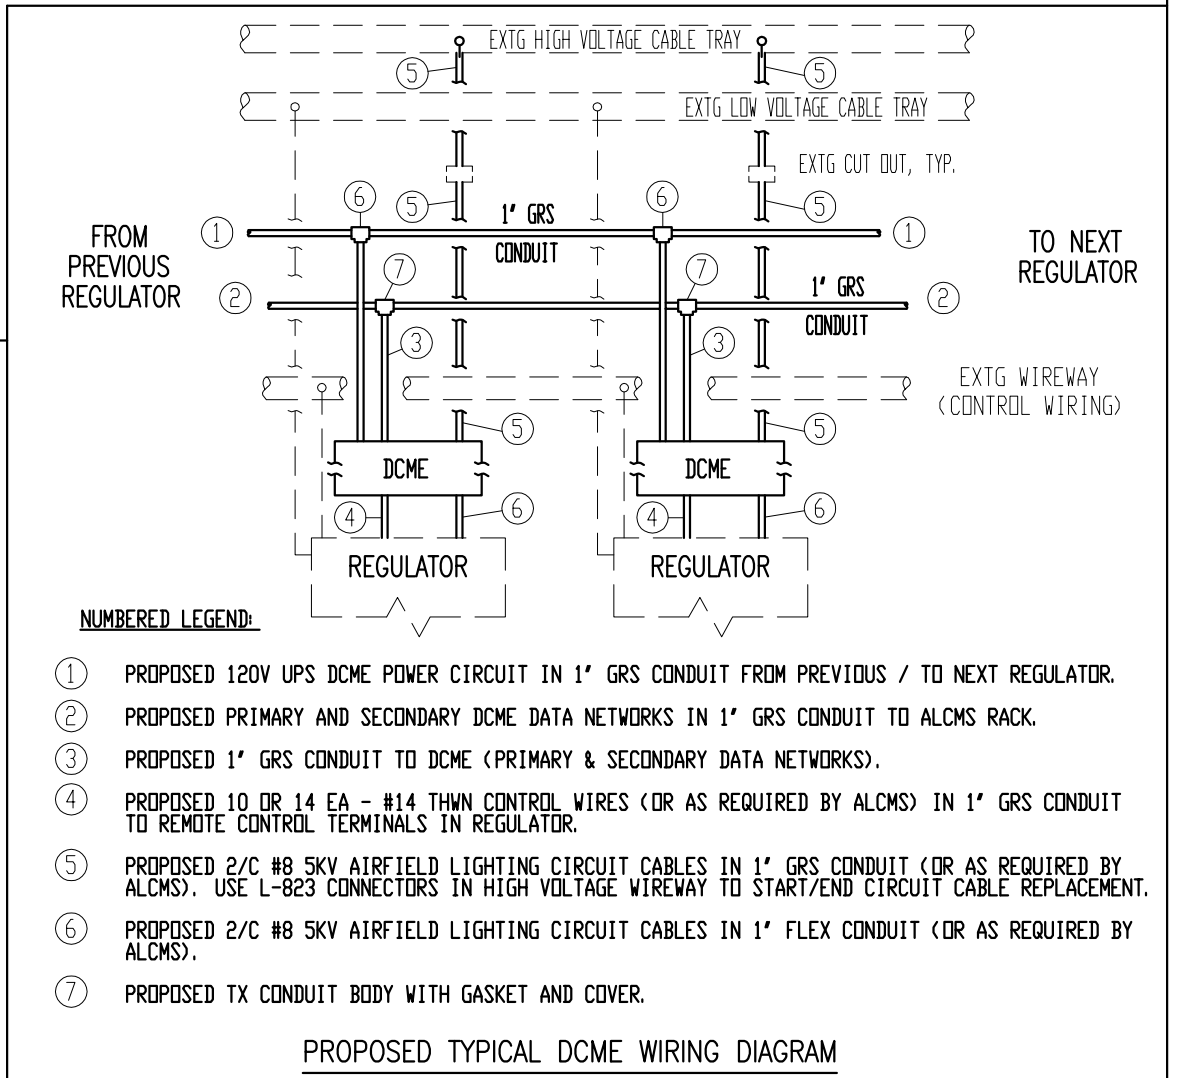 EXTG HIGH VOLTAGE CABLE TRAY
5
5
EXTG LOW VOLTAGE CABLE TRAY
EXTG CUT OUT, TYP.
6
5
6
5
1
1" GRS
CONDUIT
1
FROM
PREVIOUS
REGULATOR
TO NEXT
REGULATOR
7
7
2
1" GRS
CONDUIT
2
3
3
EXTG WIREWAY
(CONTROL WIRING)
5
5
DCME
DCME
4
6
4
6
REGULATOR
REGULATOR
NUMBERED LEGEND:
1 PROPOSED 120V UPS DCME POWER CIRCUIT IN 1" GRS CONDUIT FROM PREVIOUS / TO NEXT REGULATOR.
2 PROPOSED PRIMARY AND SECONDARY DCME DATA NETWORKS IN 1" GRS CONDUIT TO ALCMS RACK.
3 PROPOSED 1" GRS CONDUIT TO DCME (PRIMARY & SECONDARY DATA NETWORKS).
4 PROPOSED 10 OR 14 EA - #14 THWN CONTROL WIRES (OR AS REQUIRED BY ALCMS) IN 1" GRS CONDUIT
TO REMOTE CONTROL TERMINALS IN REGULATOR.
5 PROPOSED 2/C #8 5KV AIRFIELD LIGHTING CIRCUIT CABLES IN 1" GRS CONDUIT (OR AS REQUIRED BY
ALCMS). USE L-823 CONNECTORS IN HIGH VOLTAGE WIREWAY TO START/END CIRCUIT CABLE REPLACEMENT.
6 PROPOSED 2/C #8 5KV AIRFIELD LIGHTING CIRCUIT CABLES IN 1" FLEX CONDUIT (OR AS REQUIRED BY
ALCMS).
7 PROPOSED TX CONDUIT BODY WITH GASKET AND COVER.
PROPOSED TYPICAL DCME WIRING DIAGRAM